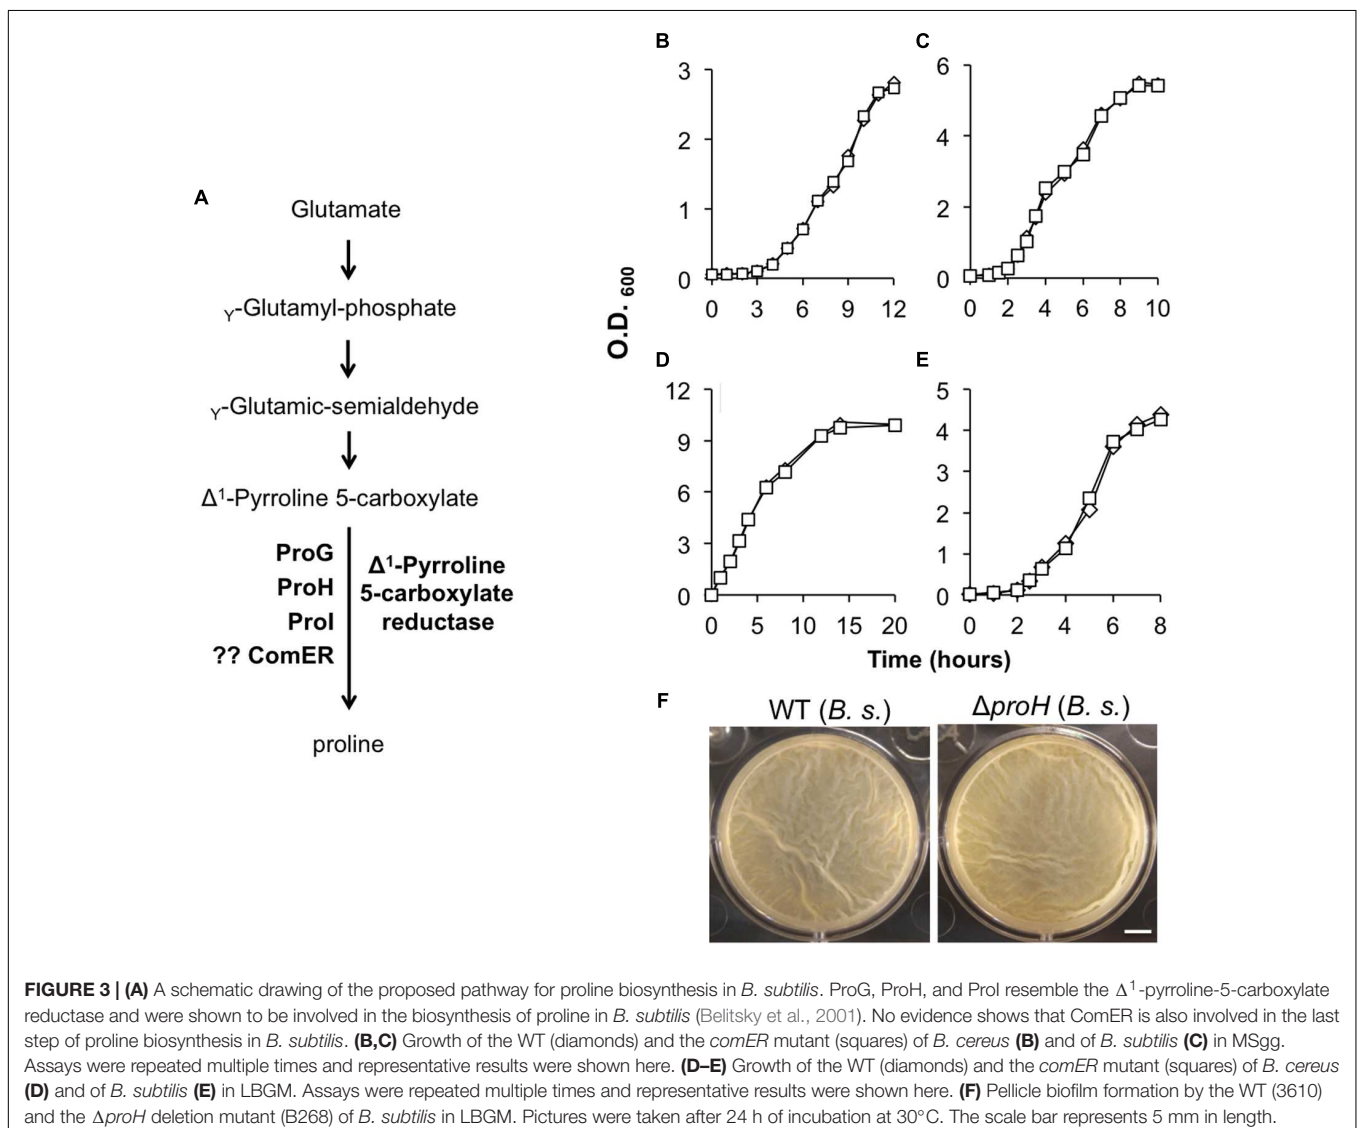 A
Glutamate
γ-Glutamyl-phosphate
γ-Glutamic-semialdehyde
Δ1-Pyrroline 5-carboxylate
ProG
ProH
ProI
?? ComER
Δ1-Pyrroline
5-carboxylate
reductase
proline
O.D. 600
B
3
2
1
0
0 3 6 9 12
C
6
4
2
0
0 2 4 6 8 10
D
12
9
6
3
0
0 5 10 15 20
E
5
4
3
2
1
0
0 2 4 6 8
Time (hours)
F
WT (B. s.)
ΔproH (B. s.)
FIGURE 3 | (A) A schematic drawing of the proposed pathway for proline biosynthesis in B. subtilis. ProG, ProH, and ProI resemble the Δ1-pyrroline-5-carboxylate
reductase and were shown to be involved in the biosynthesis of proline in B. subtilis (Belitsky et al., 2001). No evidence shows that ComER is also involved in the last
step of proline biosynthesis in B. subtilis. (B,C) Growth of the WT (diamonds) and the comER mutant (squares) of B. cereus (B) and of B. subtilis (C) in MSgg.
Assays were repeated multiple times and representative results were shown here. (D–E) Growth of the WT (diamonds) and the comER mutant (squares) of B. cereus
(D) and of B. subtilis (E) in LBGM. Assays were repeated multiple times and representative results were shown here. (F) Pellicle biofilm formation by the WT (3610)
and the ΔproH deletion mutant (B268) of B. subtilis in LBGM. Pictures were taken after 24 h of incubation at 30°C. The scale bar represents 5 mm in length.